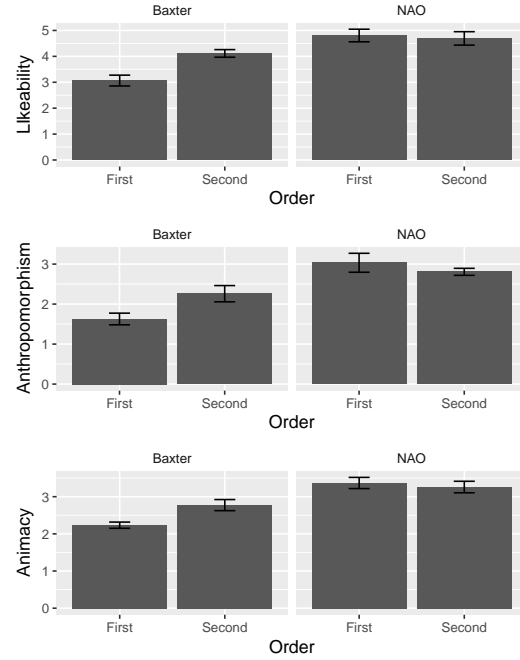 Baxter NAO
LIkeability
5
4
3
2
1
0
First Second First Second
Order
Baxter NAO
Anthropomorphism
3
2
1
0
First Second First Second
Order
Baxter NAO
Animacy
3
2
1
0
First Second First Second
Order